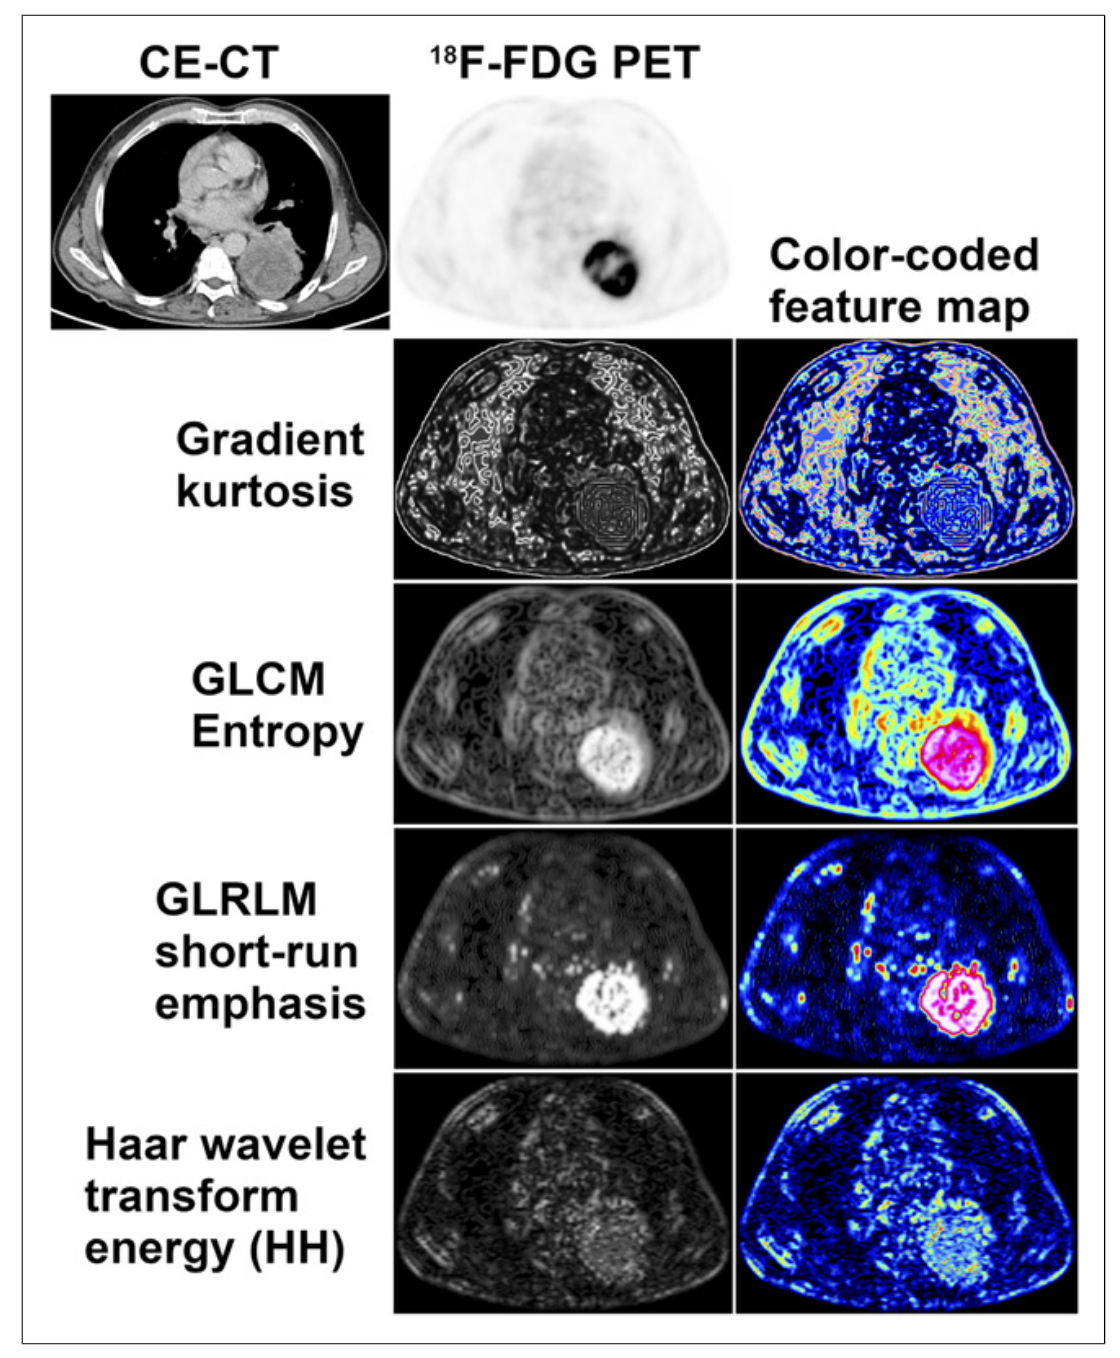 CE-CT
¹⁸F-FDG PET
Color-coded
feature map
Gradient
kurtosis
GLCM
Entropy
GLRLM
short-run
emphasis
Haar wavelet
transform
energy (HH)